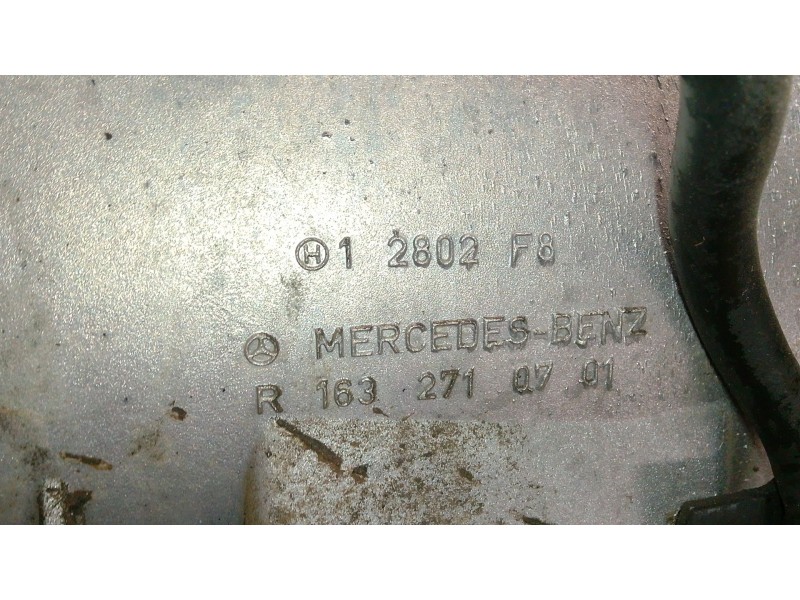 H 1 2802 F8
MERCEDES-BENZ
R 163 271 07 01